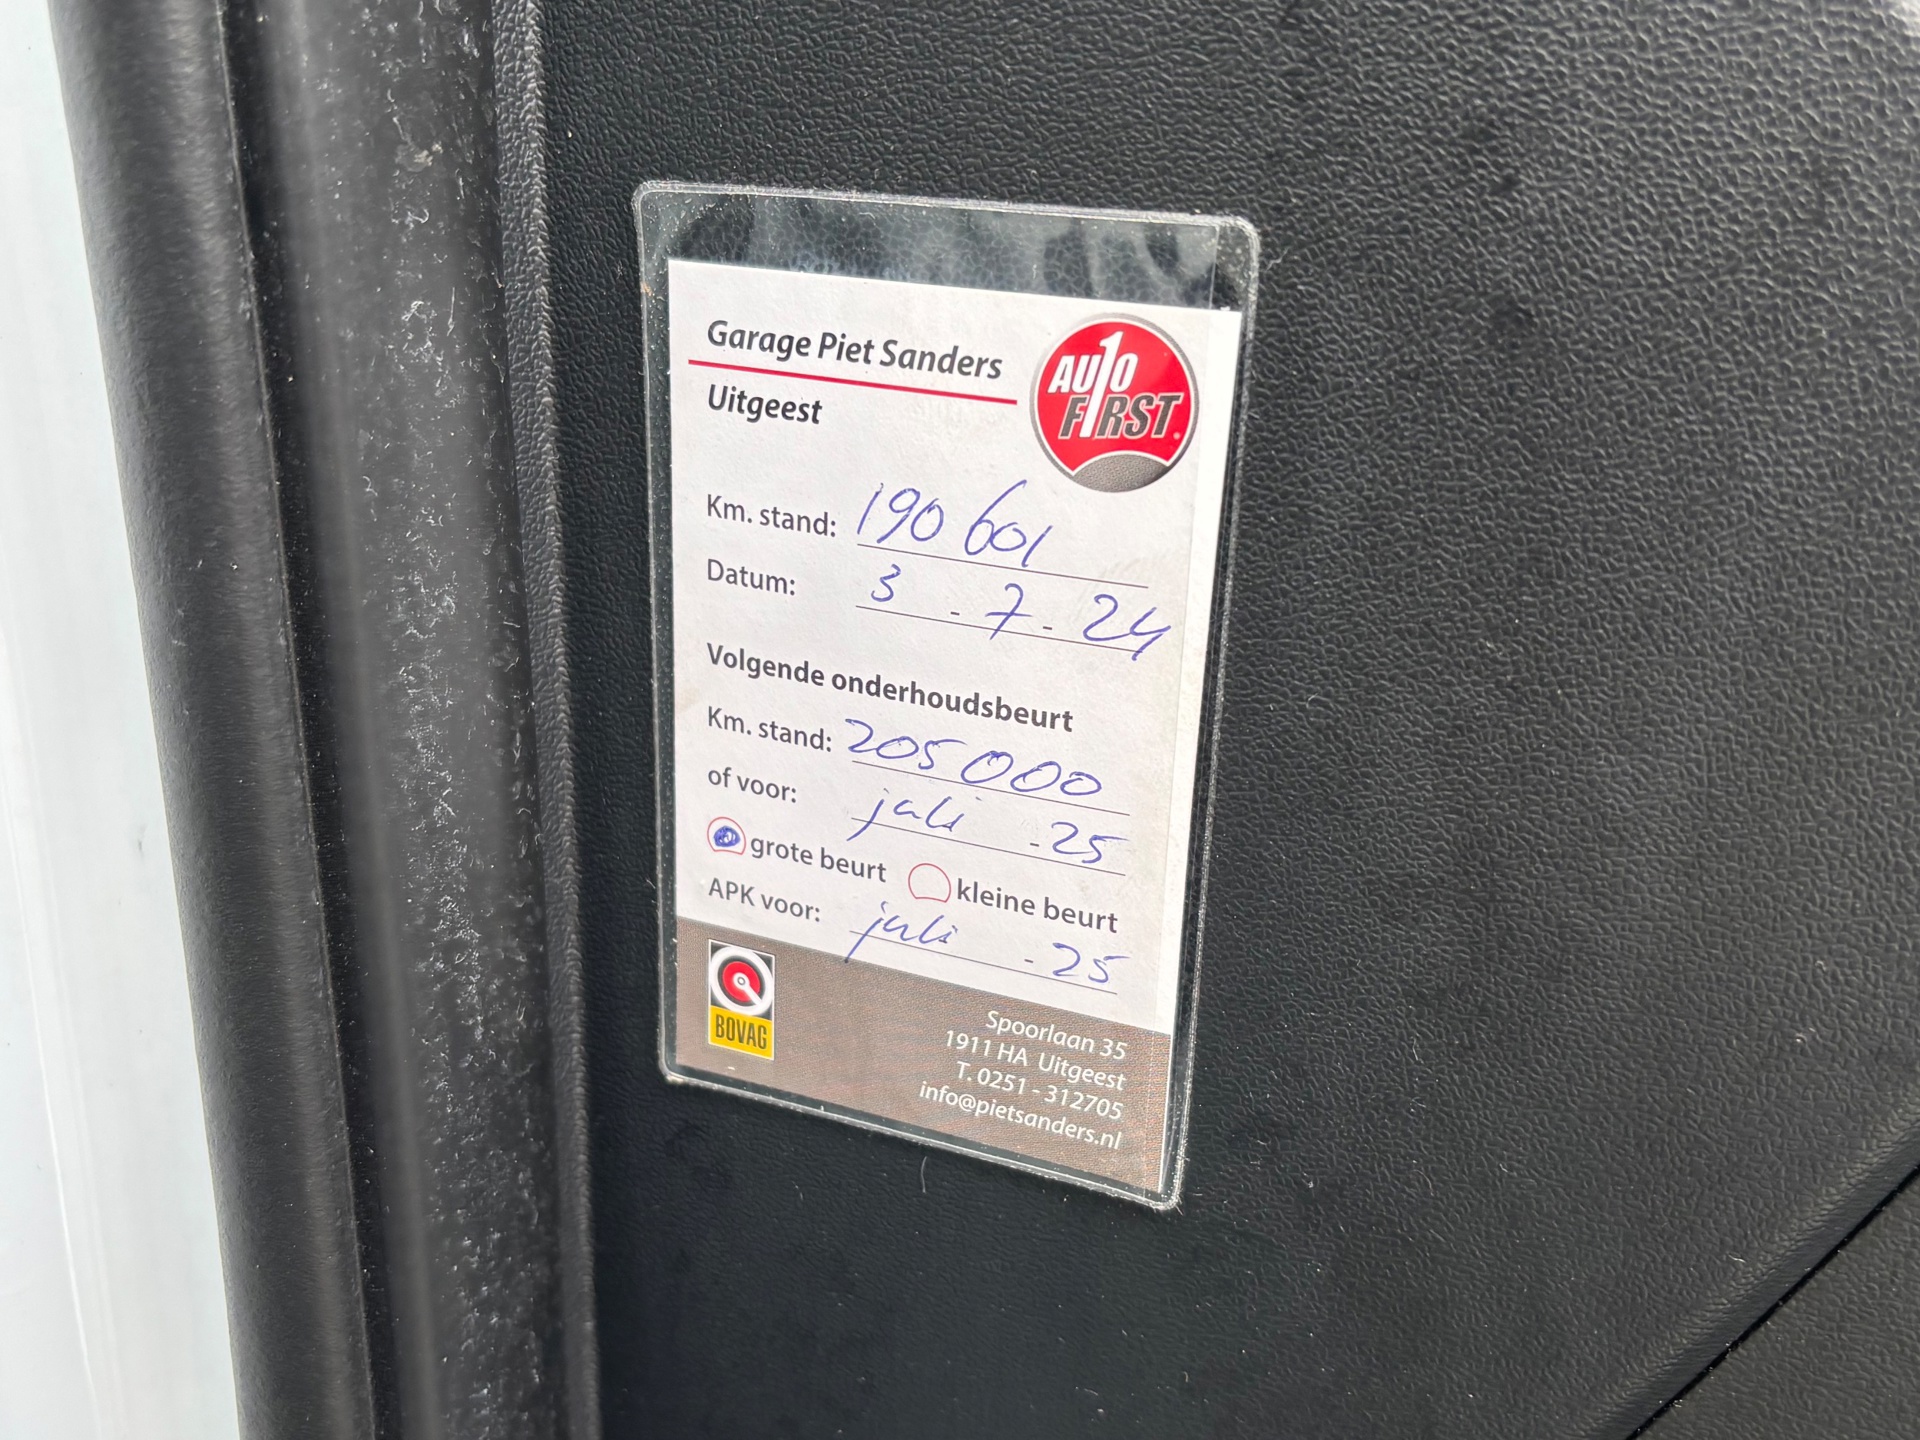 Garage Piet Sanders
Uitgeest
AUTO
FIRST
Km. stand: 190 601
Datum: 3 - 7 - 24
Volgende onderhoudsbeurt
Km. stand: 205 000
of voor: juli - 25
grote beurt kleine beurt
APK voor: juli - 25
BOVAG
Spoorlaan 35
1911 HA Uitgeest
T. 0251 - 312705
info@pietsanders.nl